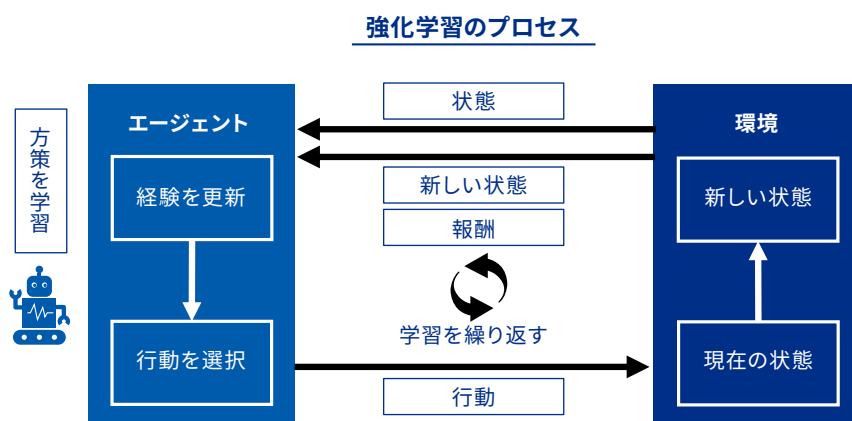 強化学習のプロセス
方策を学習
エージェント
経験を更新
行動を選択
状態
新しい状態
報酬
学習を繰り返す
行動
環境
新しい状態
現在の状態